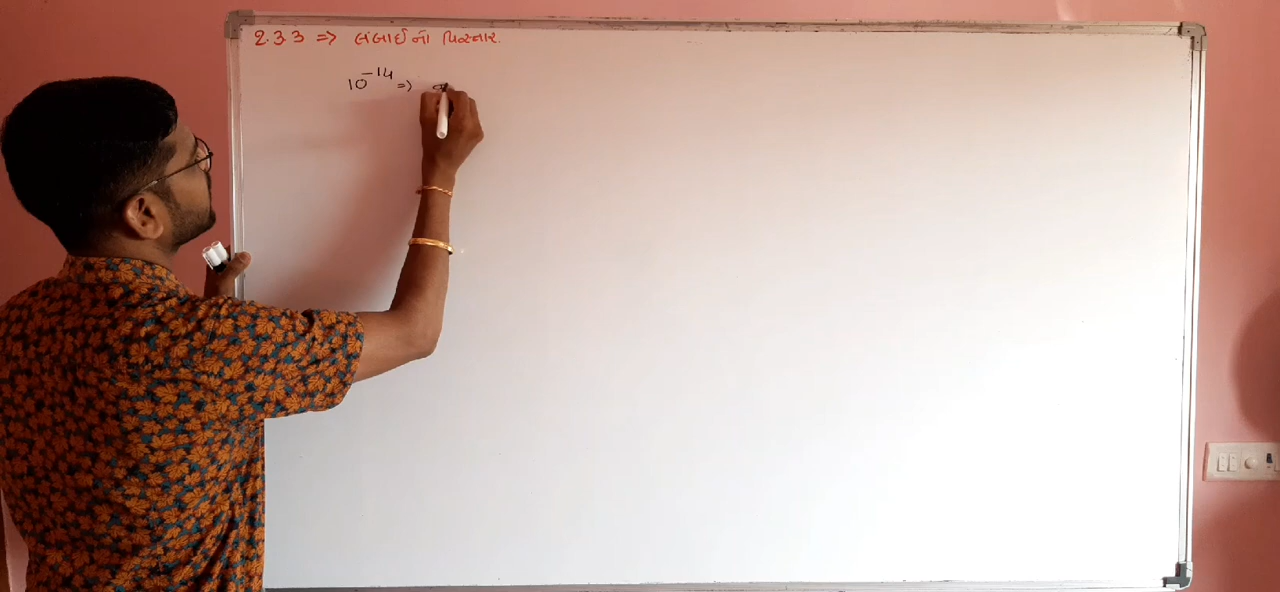 2.3.3 => લંબાઈનો વિસ્તાર.
10^-14 =>